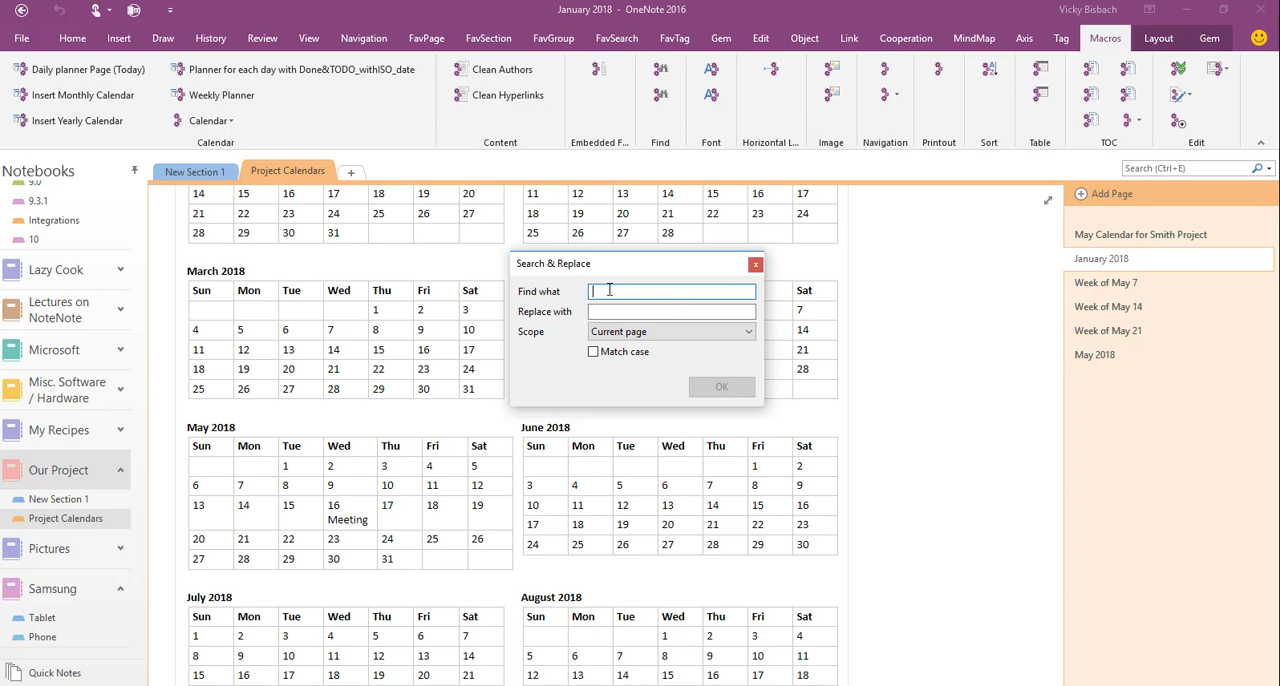 January 2018 - OneNote 2016
Vicky Bisbach
File Home Insert Draw History Review View Navigation FavPage FavSection FavGroup FavSearch FavTag Gem Edit Object Link Cooperation MindMap Axis Tag Macros Layout Gem
Daily planner Page (Today) Planner for each day with Done&TODO_withISO_date Clean Authors
Insert Monthly Calendar Weekly Planner Clean Hyperlinks
Insert Yearly Calendar Calendar
Calendar Content Embedded F... Find Font Horizontal L... Image Navigation Printout Sort Table TOC Edit
Notebooks
New Section 1 Project Calendars +
Search (Ctrl+E)
9.0
9.3.1
Integrations
10
Lazy Cook
Lectures on
NoteNote
Microsoft
Misc. Software
/ Hardware
My Recipes
Our Project
New Section 1
Project Calendars
Pictures
Samsung
Tablet
Phone
Quick Notes
14 15 16 17 18 19 20
21 22 23 24 25 26 27
28 29 30 31
11 12 13 14 15 16 17
18 19 20 21 22 23 24
25 26 27 28
March 2018
Sun Mon Tue Wed Thu Fri Sat
1 2 3
4 5 6 7 8 9 10
11 12 13 14 15 16 17
18 19 20 21 22 23 24
25 26 27 28 29 30 31
Sat
7
14
21
28
Search & Replace
x
Find what
Replace with
Scope Current page
Match case
OK
May 2018
Sun Mon Tue Wed Thu Fri Sat
1 2 3 4 5
6 7 8 9 10 11 12
13 14 15 16 17 18 19
Meeting
20 21 22 23 24 25 26
27 28 29 30 31
June 2018
Sun Mon Tue Wed Thu Fri Sat
1 2
3 4 5 6 7 8 9
10 11 12 13 14 15 16
17 18 19 20 21 22 23
24 25 26 27 28 29 30
July 2018
Sun Mon Tue Wed Thu Fri Sat
1 2 3 4 5 6 7
8 9 10 11 12 13 14
15 16 17 18 19 20 21
August 2018
Sun Mon Tue Wed Thu Fri Sat
1 2 3 4
5 6 7 8 9 10 11
12 13 14 15 16 17 18
Add Page
May Calendar for Smith Project
January 2018
Week of May 7
Week of May 14
Week of May 21
May 2018